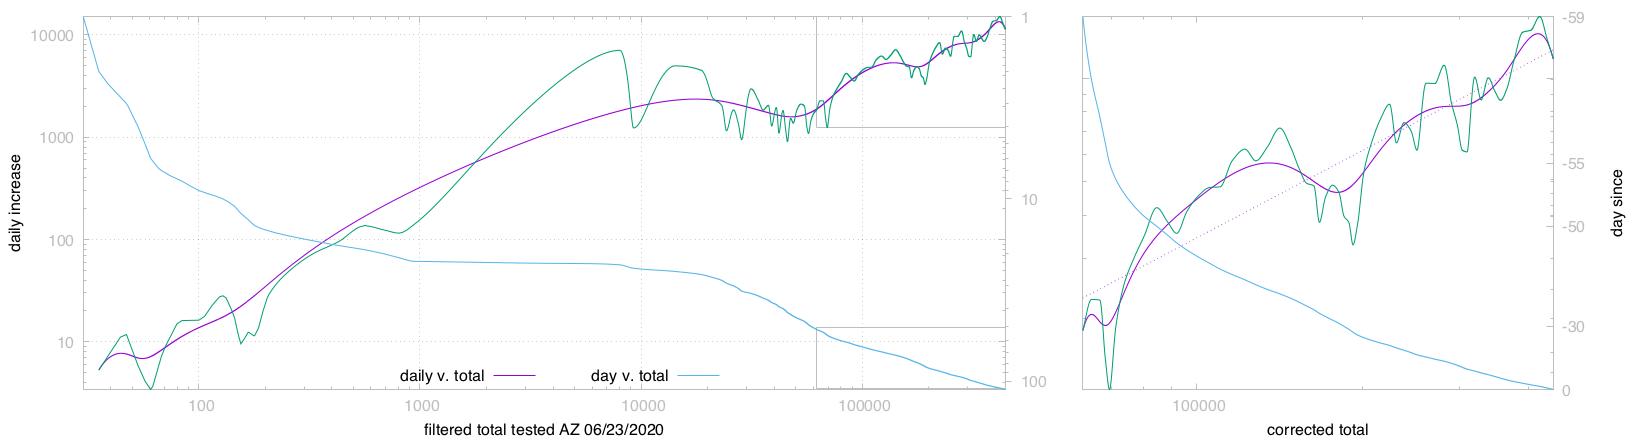 10000
1000
100
10
daily increase
100
1000
10000
100000
filtered total tested AZ 06/23/2020
daily v. total
day v. total
1
10
100
100000
corrected total
-59
-55
-50
0
day since